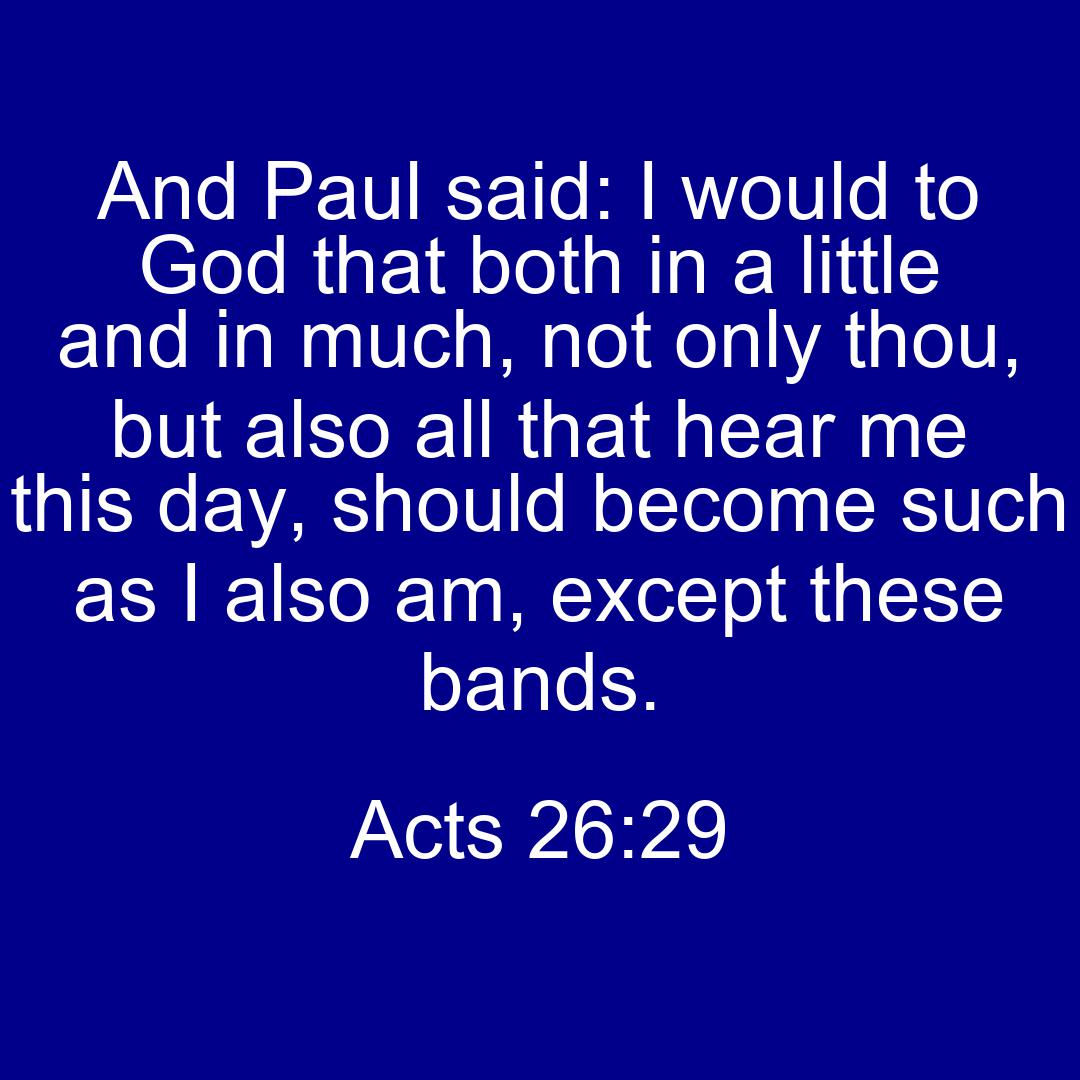 And Paul said: I would to
God that both in a little
and in much, not only thou,
but also all that hear me
this day, should become such
as I also am, except these
bands.
Acts 26:29